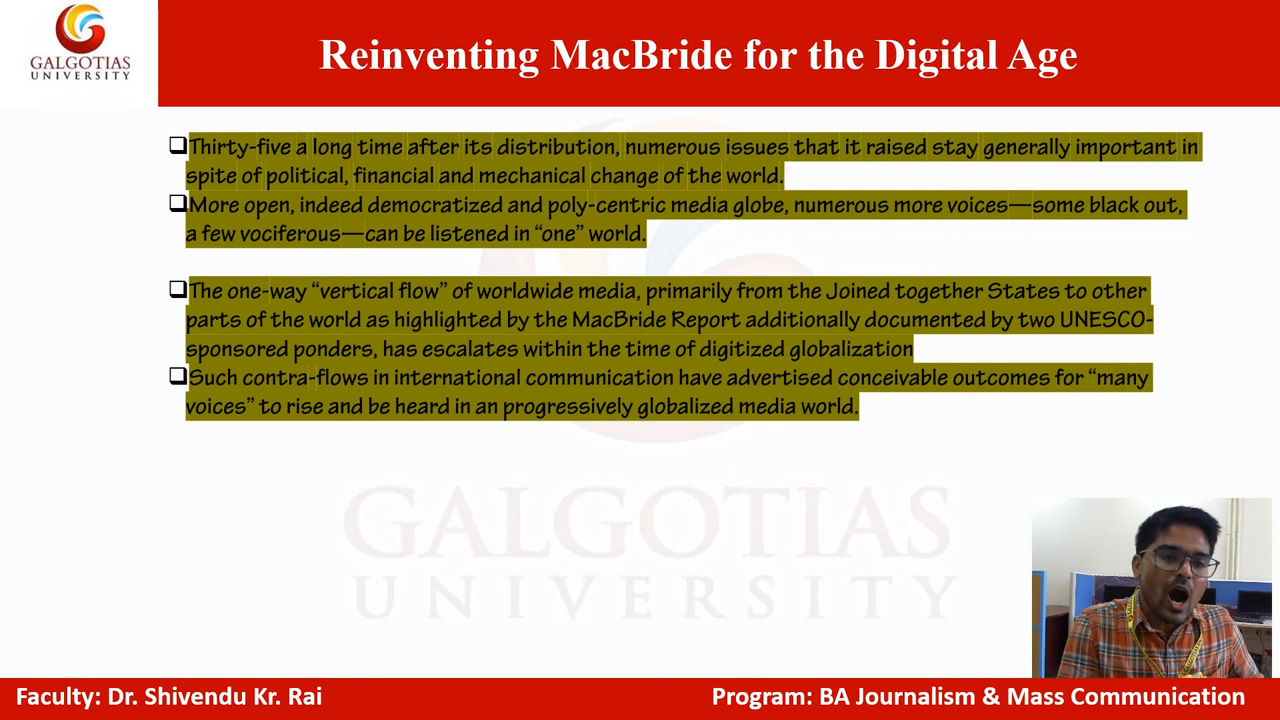 GALGOTIAS
UNIVERSITY
Reinventing MacBride for the Digital Age
Thirty-five a long time after its distribution, numerous issues that it raised stay generally important in
spite of political, financial and mechanical change of the world.
More open, indeed democratized and poly-centric media globe, numerous more voices—some black out,
a few vociferous—can be listened in “one” world.
The one-way “vertical flow” of worldwide media, primarily from the Joined together States to other
parts of the world as highlighted by the MacBride Report additionally documented by two UNESCO-
sponsored ponders, has escalates within the time of digitized globalization
Such contra-flows in international communication have advertised conceivable outcomes for “many
voices” to rise and be heard in an progressively globalized media world.
GALGOTIAS
UNIVERSITY
Faculty: Dr. Shivendu Kr. Rai
Program: BA Journalism & Mass Communication